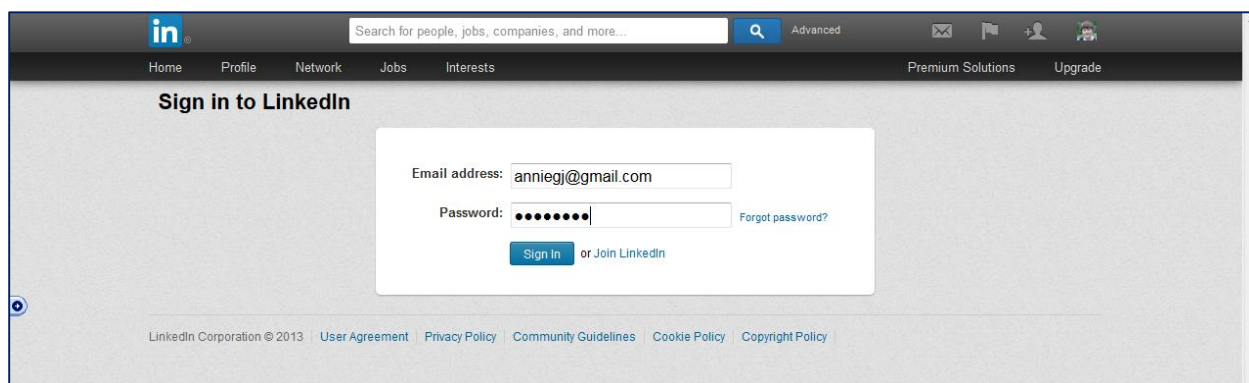 in ®
Search for people, jobs, companies, and more... Advanced
Home Profile Network Jobs Interests Premium Solutions Upgrade
Sign in to LinkedIn
Email address: anniegj@gmail.com
Password: ●●●●●●●● Forgot password?
Sign In or Join LinkedIn
LinkedIn Corporation © 2013 User Agreement Privacy Policy Community Guidelines Cookie Policy Copyright Policy